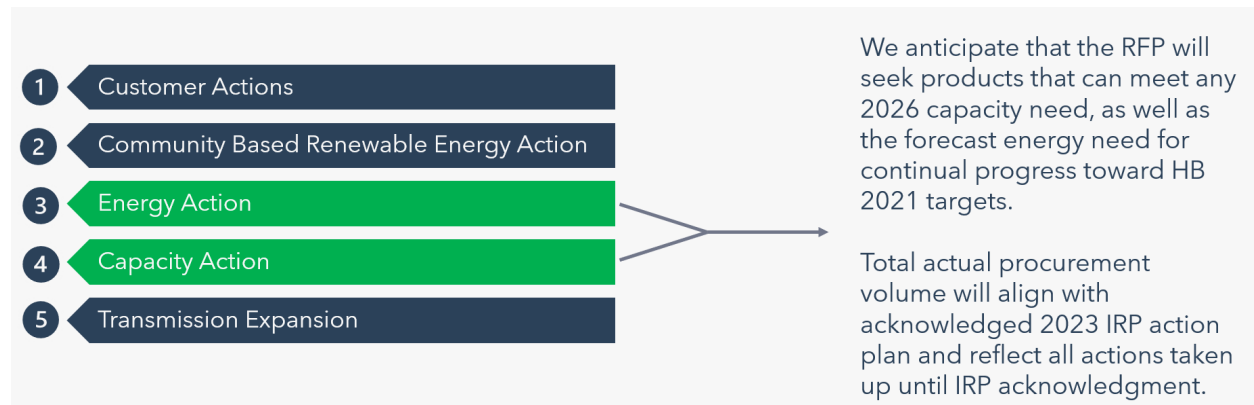 1 Customer Actions
2 Community Based Renewable Energy Action
3 Energy Action
4 Capacity Action
5 Transmission Expansion
We anticipate that the RFP will
seek products that can meet any
2026 capacity need, as well as
the forecast energy need for
continual progress toward HB
2021 targets.
Total actual procurement
volume will align with
acknowledged 2023 IRP action
plan and reflect all actions taken
up until IRP acknowledgment.